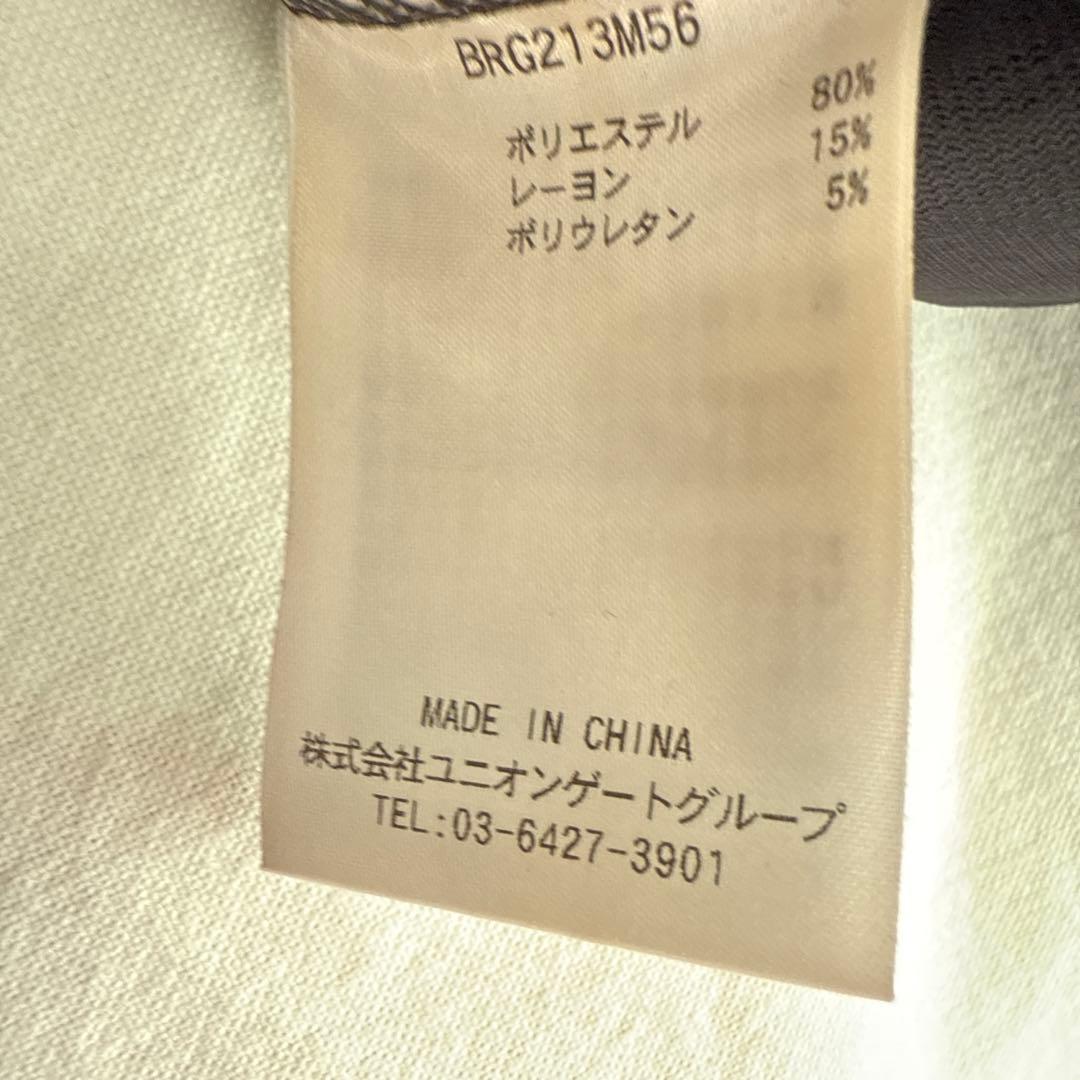 BRG213M56
ポリエステル 80%
レーヨン 15%
ポリウレタン 5%
MADE IN CHINA
株式会社ユニオンゲートグループ
TEL:03-6427-3901